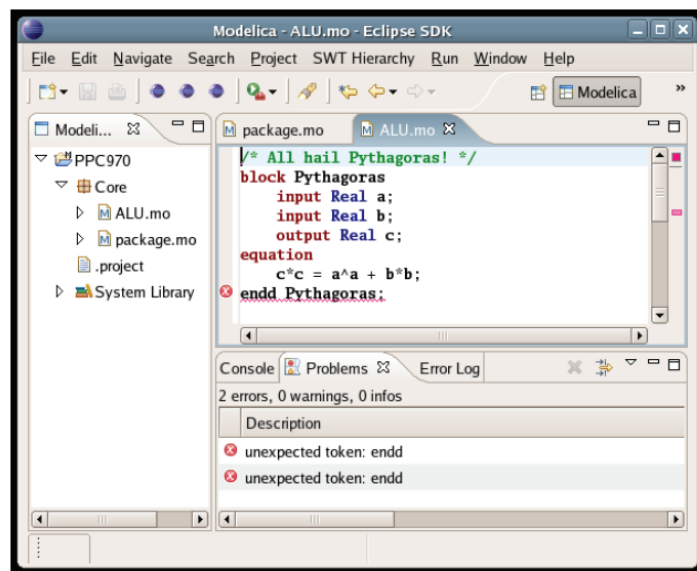 Modelica - ALU.mo - Eclipse SDK
File Edit Navigate Search Project SWT Hierarchy Run Window Help
Modelica »
Modeli...
PPC970
Core
ALU.mo
package.mo
.project
System Library
package.mo ALU.mo
/* All hail Pythagoras! */
block Pythagoras
input Real a;
input Real b;
output Real c;
equation
c*c = a^a + b*b;
endd Pythagoras;
Console Problems Error Log
2 errors, 0 warnings, 0 infos
Description
unexpected token: endd
unexpected token: endd